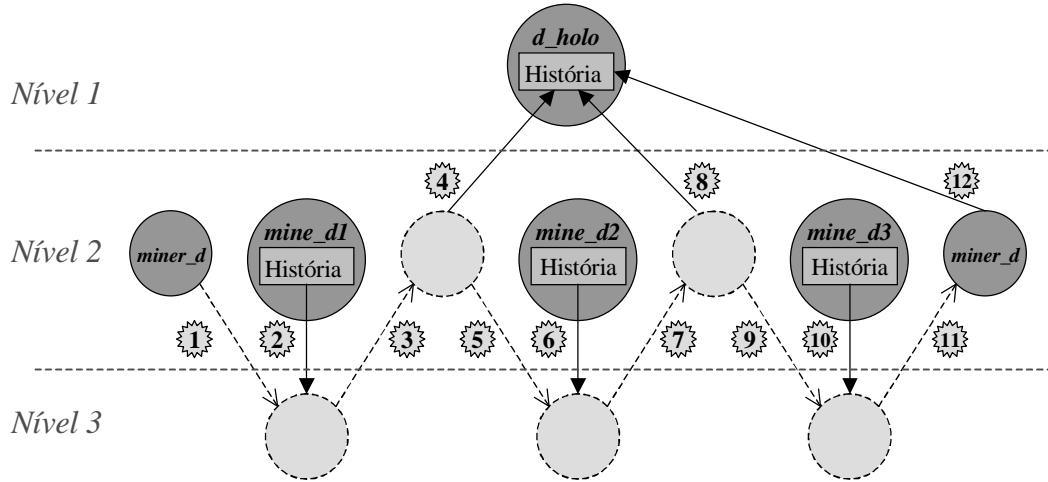 d_holo
História
Nível 1
4
8
12
Nível 2
miner_d
mine_d1
História
mine_d2
História
mine_d3
História
miner_d
1
2
3
5
6
7
9
10
11
Nível 3